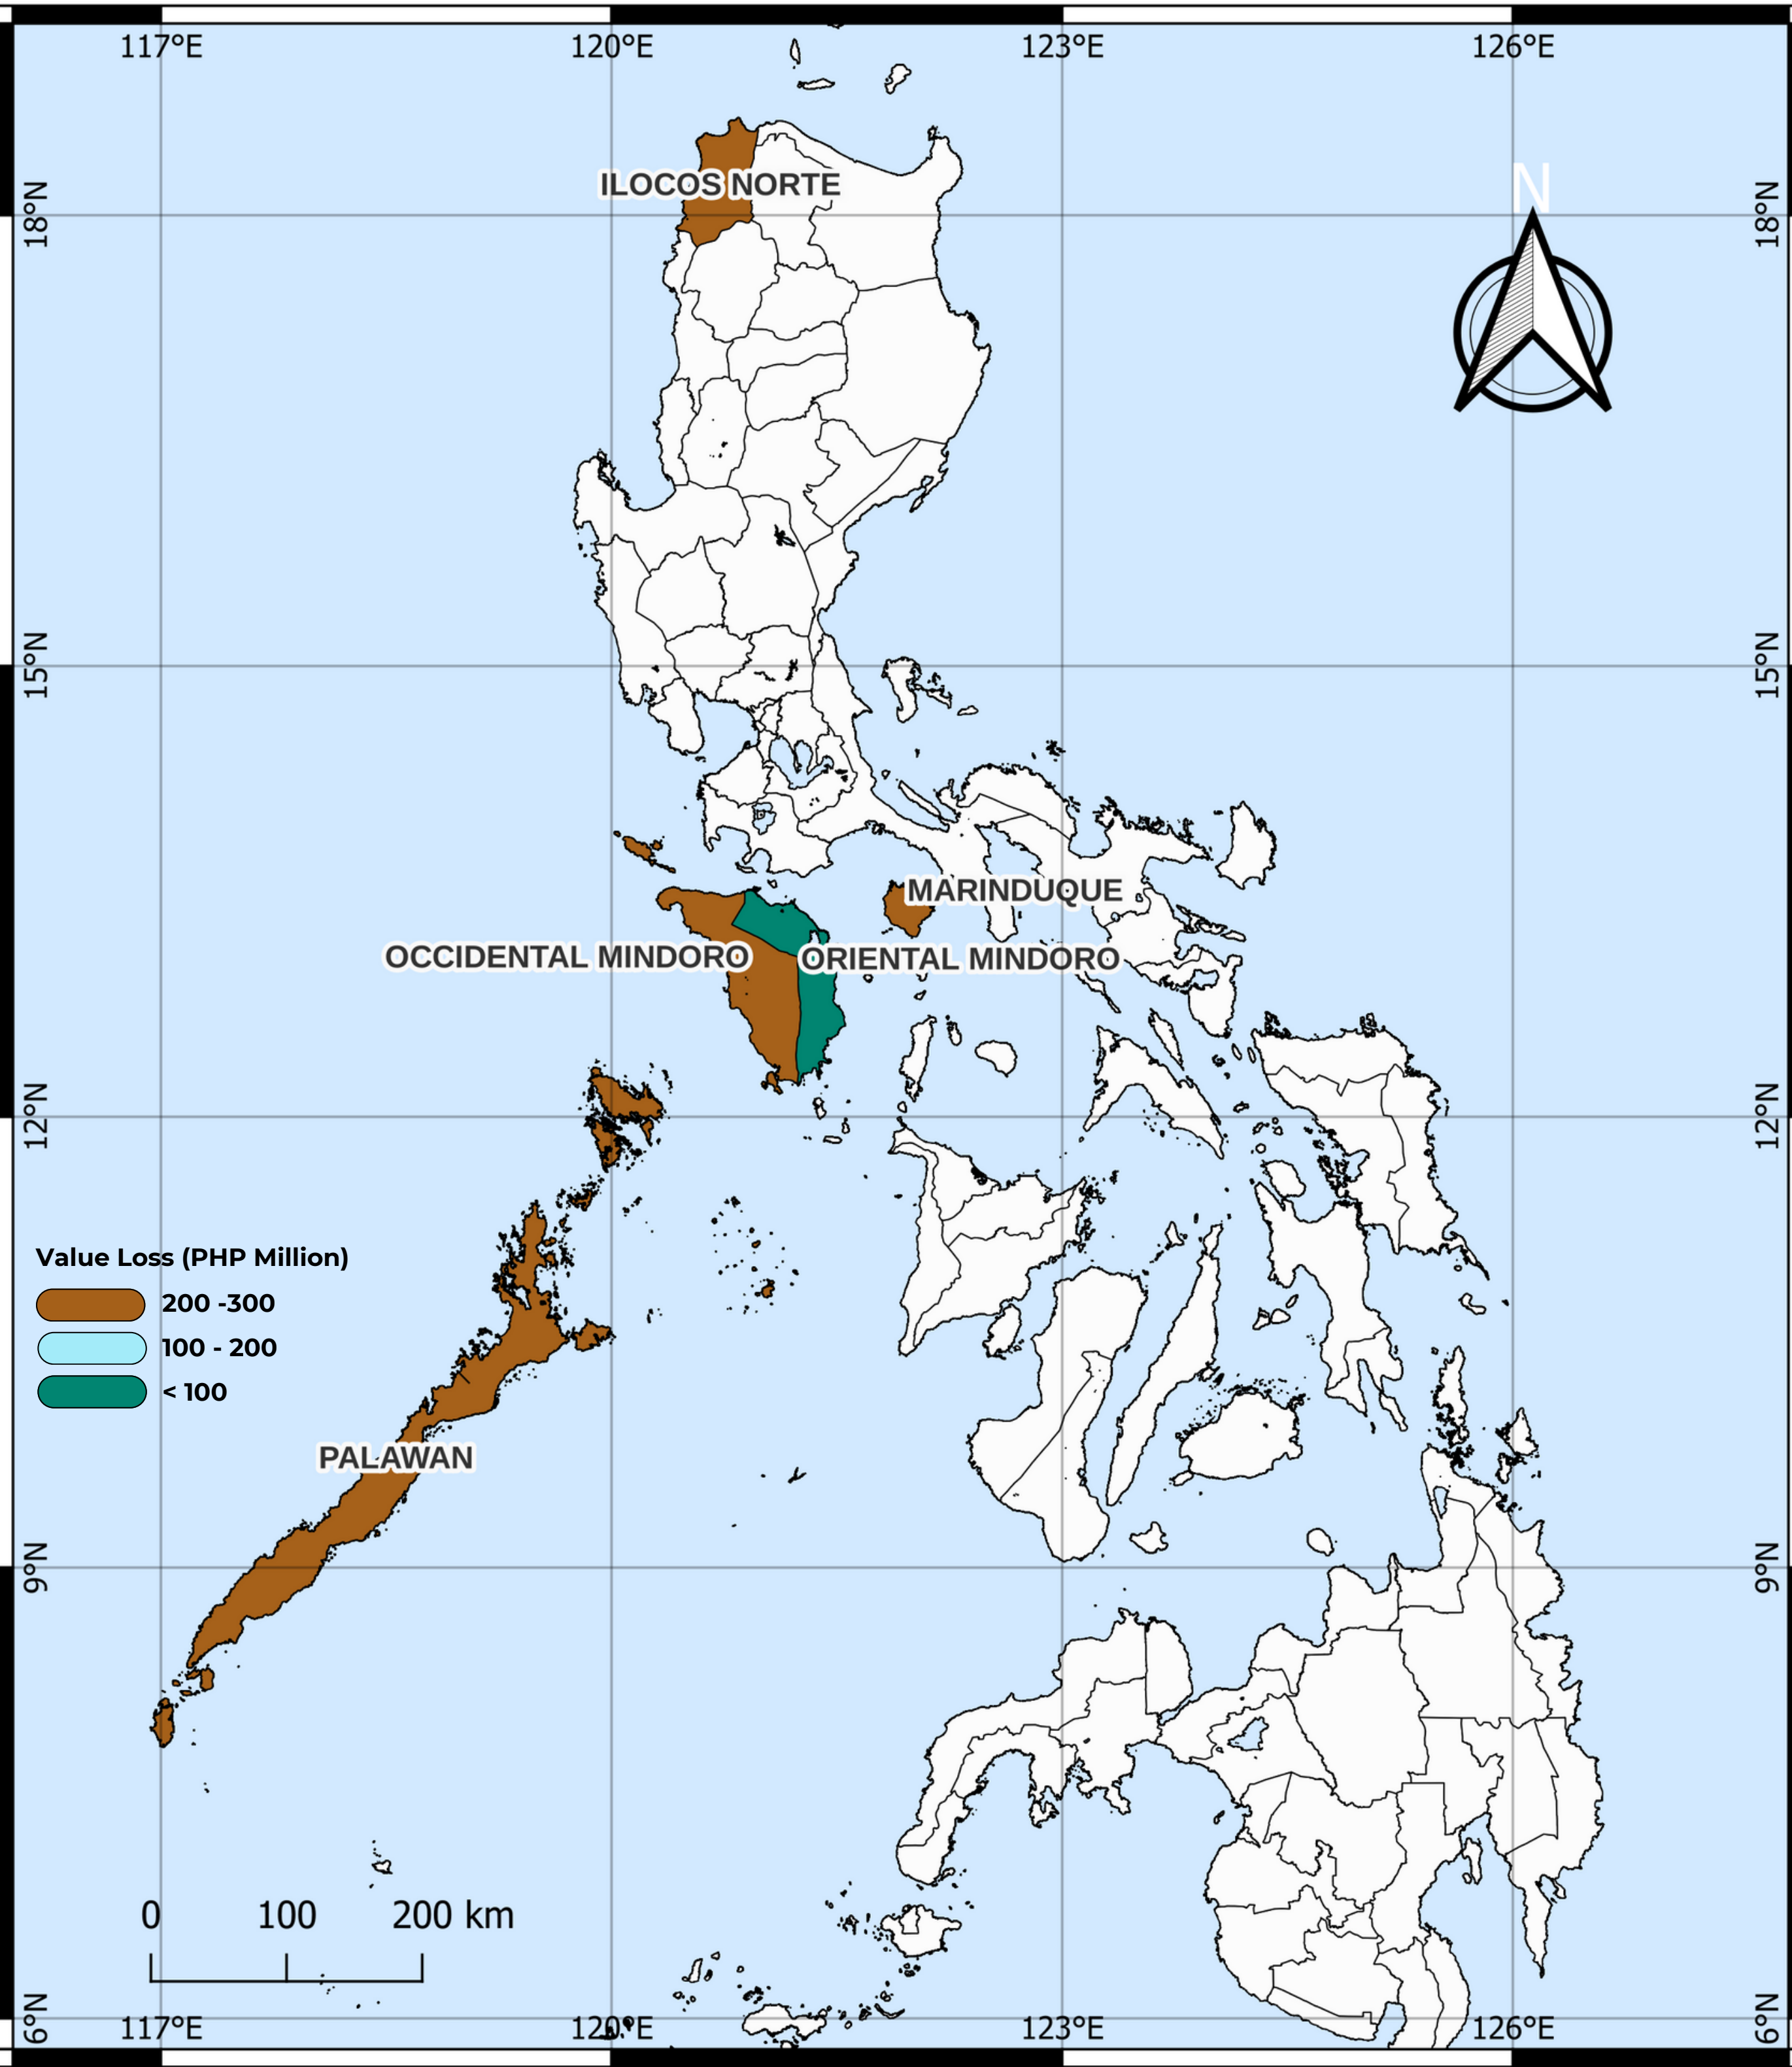 117°E 120°E 123°E 126°E
N
ILOCOS NORTE
18°N 18°N
15°N 15°N
MARINDUQUE
OCCIDENTAL MINDORO ORIENTAL MINDORO
12°N 12°N
Value Loss (PHP Million)
200 -300
100 - 200
< 100
PALAWAN
9°N 9°N
0 100 200 km
6°N 6°N
117°E 120°E 123°E 126°E